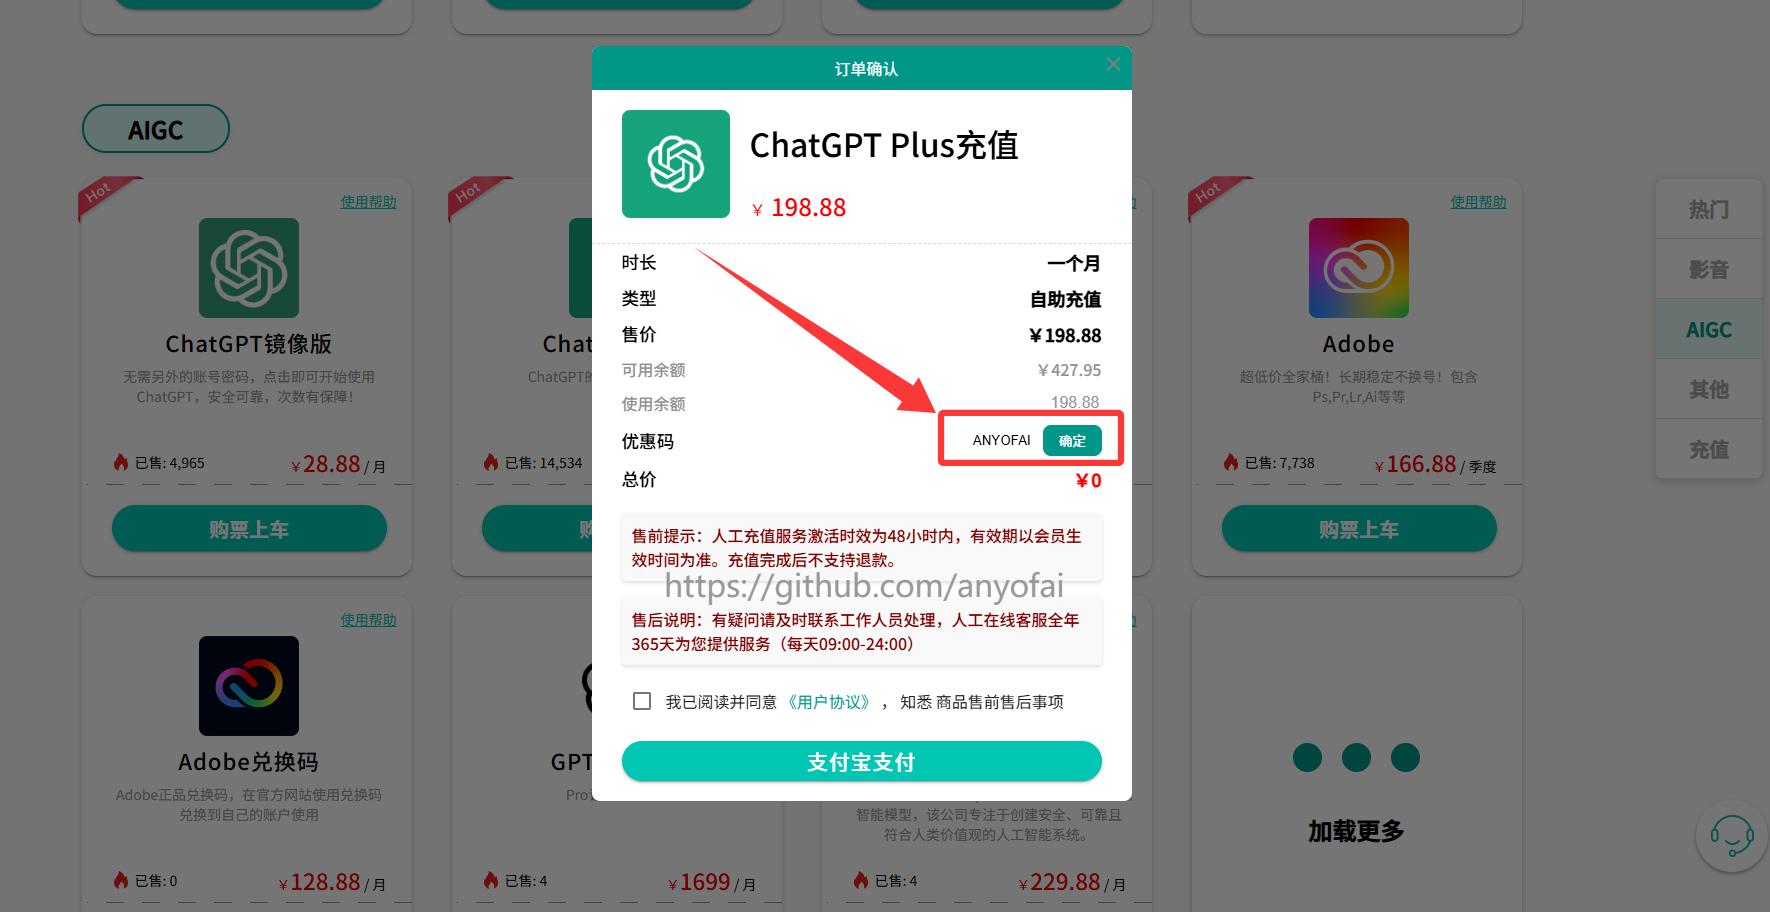 订单确认
AIGC
ChatGPT Plus充值
￥ 198.88
Hot
使用帮助
ChatGPT镜像版
无需另外的账号密码，点击即可开始使用
ChatGPT，安全可靠，次数有保障！
已售: 4,965
￥28.88 / 月
购票上车
Hot
Chat
ChatGPT的
已售: 14,534
购
Hot
使用帮助
Adobe
超低价全家桶！长期稳定不换号！包含
Ps,Pr,Lr,Ai等等
已售: 7,738
￥166.88 / 季度
购票上车
热门
影音
AIGC
其他
充值
时长
一个月
类型
自助充值
售价
￥198.88
可用余额
￥427.95
使用余额
198.88
优惠码
ANYOFAI
确定
总价
￥0
售前提示：人工充值服务激活时效为48小时内，有效期以会员生
效时间为准。充值完成后不支持退款。
https://github.com/anyofai
售后说明：有疑问请及时联系工作人员处理，人工在线客服全年
365天为您提供服务（每天09:00-24:00）
我已阅读并同意 《用户协议》 ， 知悉 商品售前售后事项
支付宝支付
使用帮助
Adobe兑换码
Adobe正品兑换码，在官方网站使用兑换码
兑换到自己的账户使用
已售: 0
￥128.88 / 月
GPT
Pro
已售: 4
￥1699 / 月
智能模型，该公司专注于创建安全、可靠且
符合人类价值观的人工智能系统。
已售: 4
￥229.88 / 月
加载更多